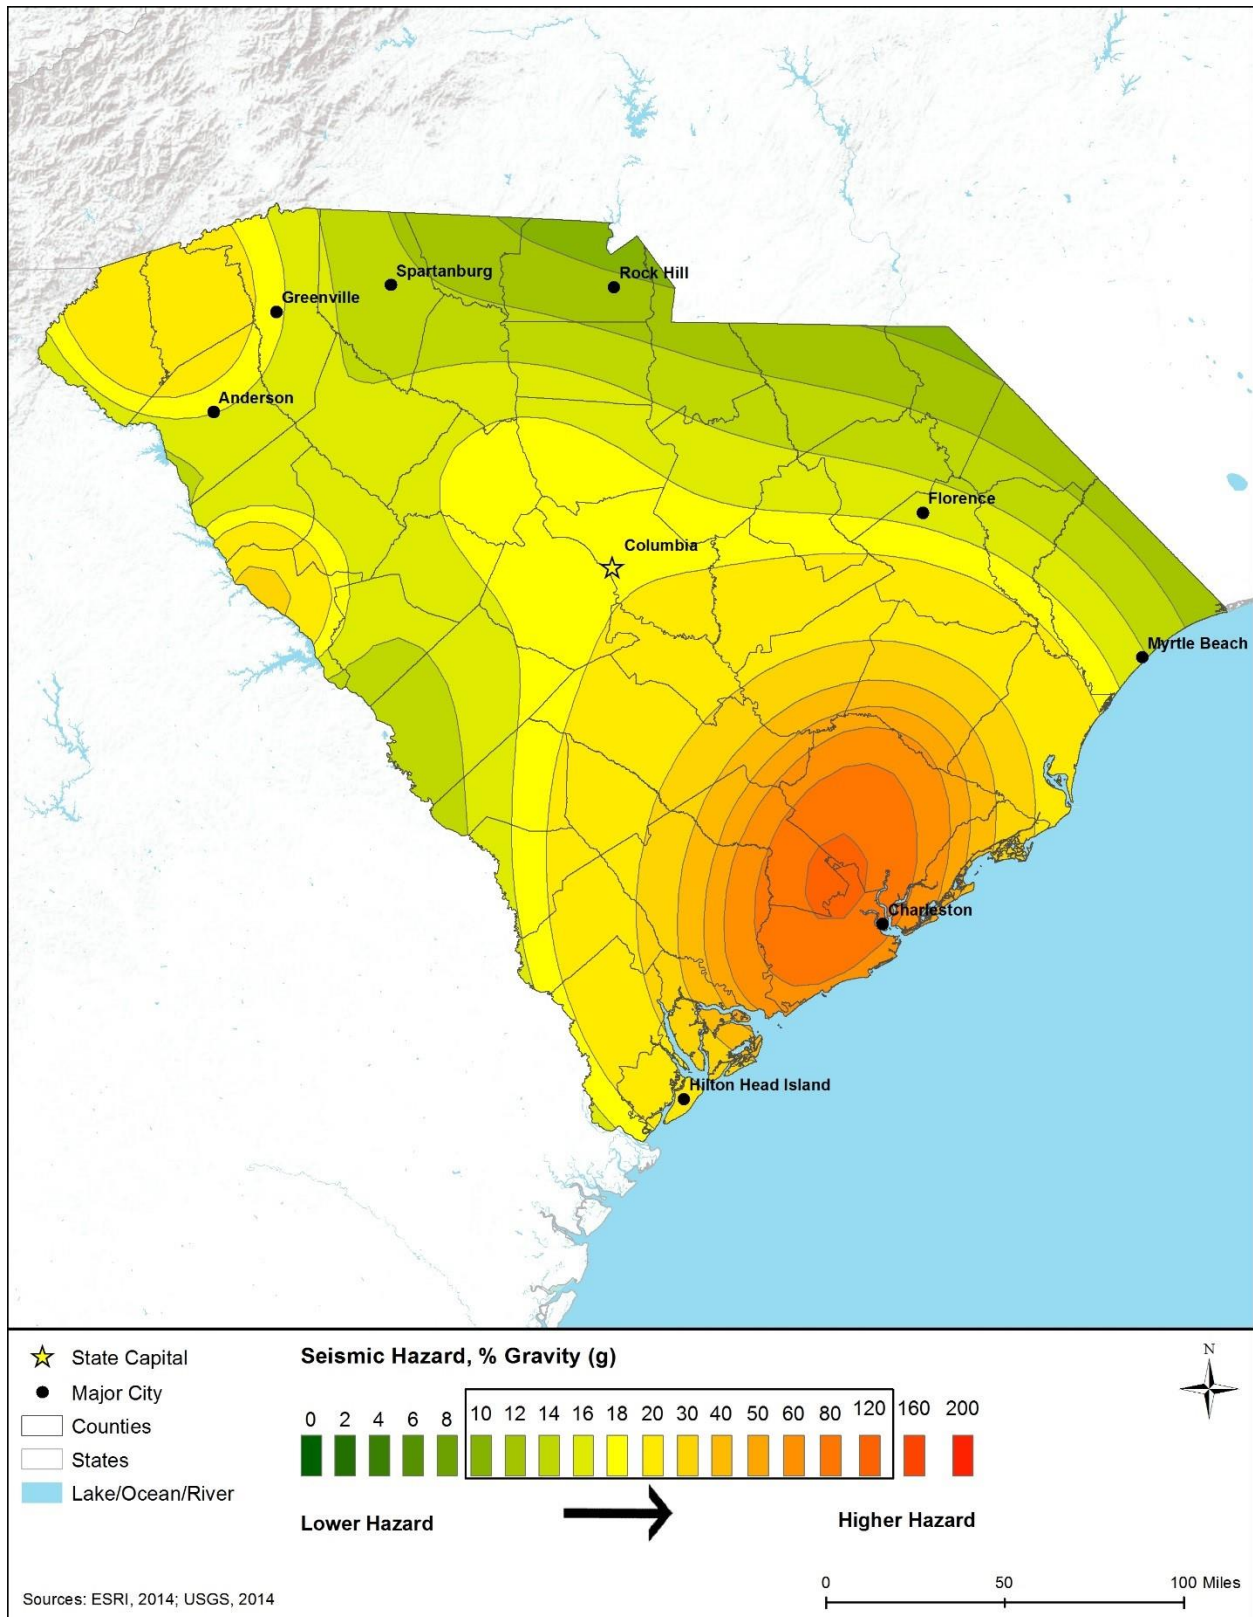 Spartanburg
Rock Hill
Greenville
Anderson
Florence
Columbia
Myrtle Beach
Charleston
Hilton Head Island
State Capital
Major City
Counties
States
Lake/Ocean/River
Seismic Hazard, % Gravity (g)
0 2 4 6 8 10 12 14 16 18 20 30 40 50 60 80 120 160 200
Lower Hazard
Higher Hazard
N
Sources: ESRI, 2014; USGS, 2014
0 50 100 Miles